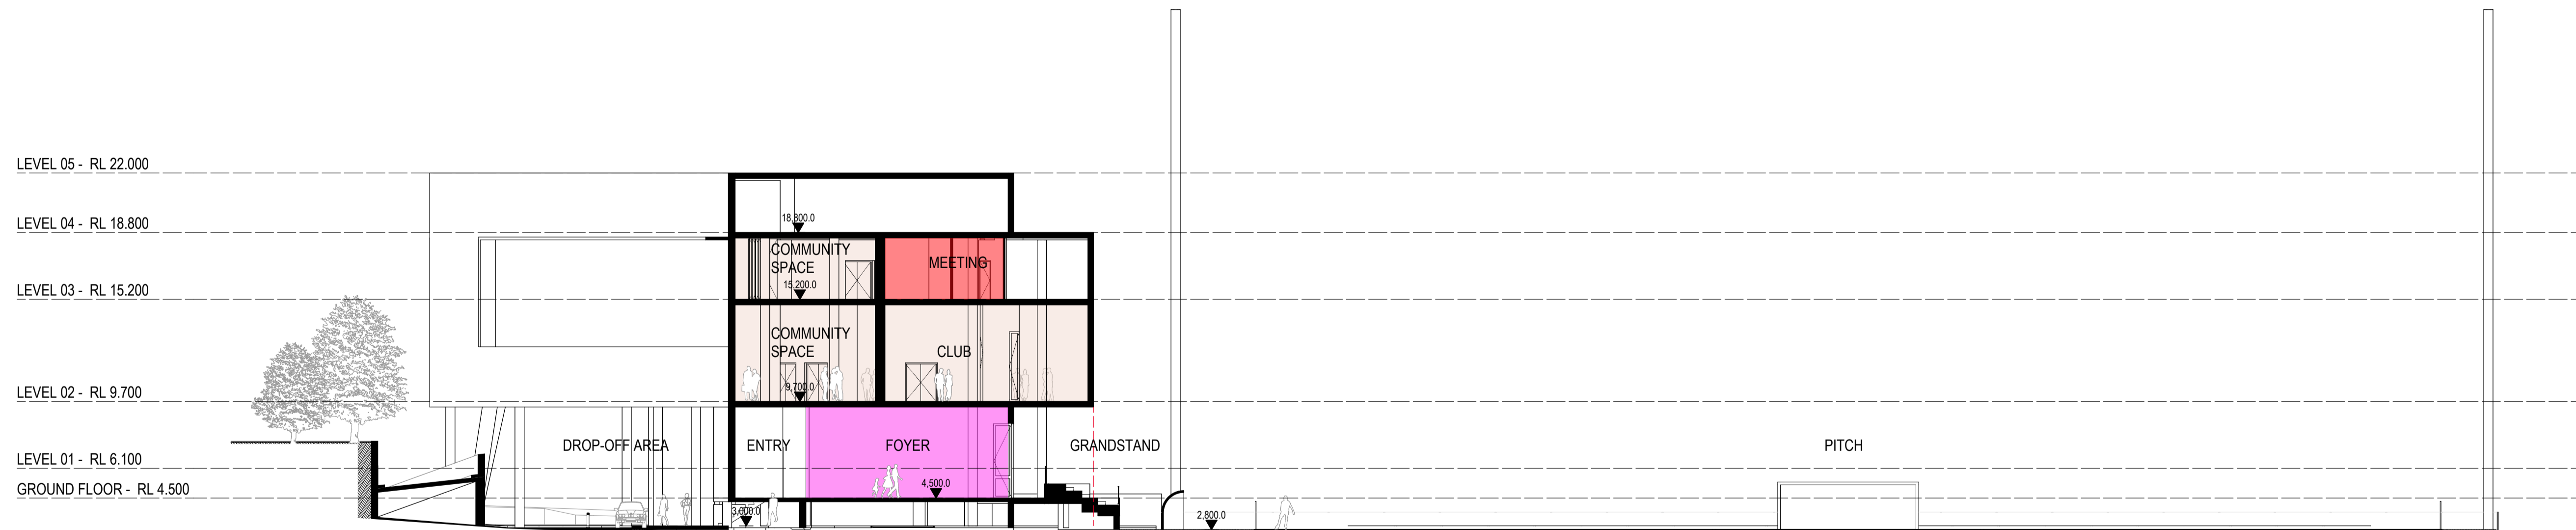 LEVEL 05 - RL 22.000
LEVEL 04 - RL 18.800
18,800.0
COMMUNITY
SPACE
MEETING
15,200.0
LEVEL 03 - RL 15.200
COMMUNITY
SPACE
CLUB
9,700.0
LEVEL 02 - RL 9.700
DROP-OFF AREA
ENTRY
FOYER
GRANDSTAND
PITCH
LEVEL 01 - RL 6.100
GROUND FLOOR - RL 4.500
4,500.0
3,000.0
2,800.0